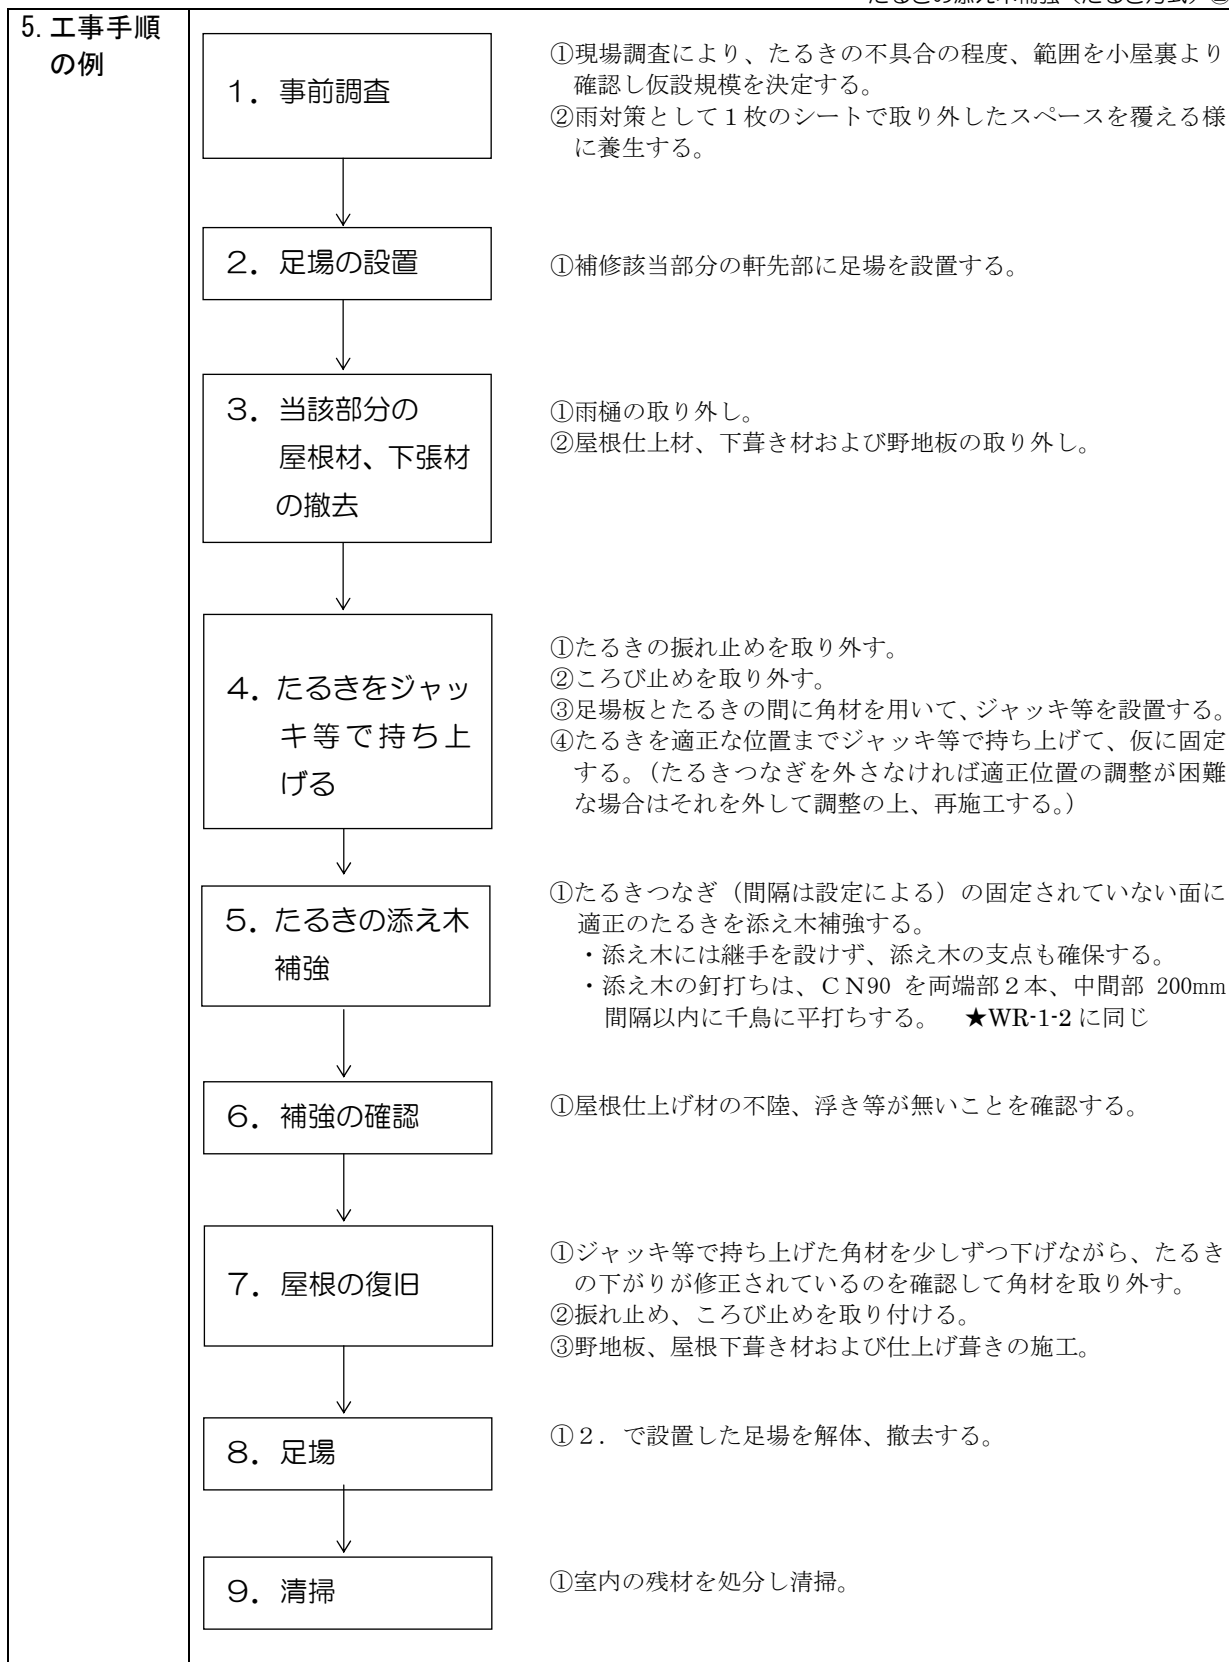 5.工事手順
の例
1．事前調査
①現場調査により、たるきの不具合の程度、範囲を小屋裏より
確認し仮設規模を決定する。
②雨対策として１枚のシートで取り外したスペースを覆える様
に養生する。
2．足場の設置
①補修該当部分の軒先部に足場を設置する。
3．当該部分の
屋根材、下張材
の撤去
①雨樋の取り外し。
②屋根仕上材、下葺き材および野地板の取り外し。
4．たるきをジャッ
キ等で持ち上
げる
①たるきの振れ止めを取り外す。
②ころび止めを取り外す。
③足場板とたるきの間に角材を用いて、ジャッキ等を設置する。
④たるきを適正な位置までジャッキ等で持ち上げて、仮に固定
する。（たるきつなぎを外さなければ適正位置の調整が困難
な場合はそれを外して調整の上、再施工する。）
5．たるきの添え木
補強
①たるきつなぎ（間隔は設定による）の固定されていない面に
適正のたるきを添え木補強する。
・添え木には継手を設けず、添え木の支点も確保する。
・添え木の釘打ちは、ＣＮ90 を両端部２本、中間部 200mm
間隔以内に千鳥に平打ちする。　★WR-1-2 に同じ
6．補強の確認
①屋根仕上げ材の不陸、浮き等が無いことを確認する。
7．屋根の復旧
①ジャッキ等で持ち上げた角材を少しずつ下げながら、たるき
の下がりが修正されているのを確認して角材を取り外す。
②振れ止め、ころび止めを取り付ける。
③野地板、屋根下葺き材および仕上げ葺きの施工。
8．足場
①２．で設置した足場を解体、撤去する。
9．清掃
①室内の残材を処分し清掃。